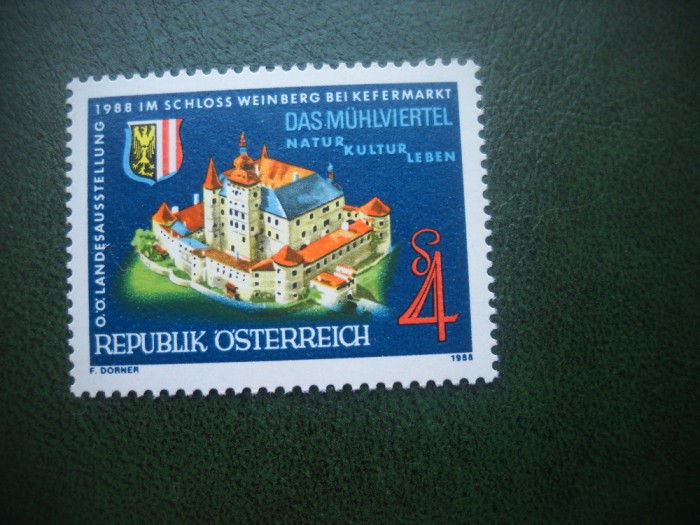 O.Ö. LANDESAUSSTELLUNG
1988 IM SCHLOSS WEINBERG BEI KEFERMARKT
DAS MÜHLVIERTEL
NATUR
KULTUR
LEBEN
S4
REPUBLIK ÖSTERREICH
F. DORNER
1988